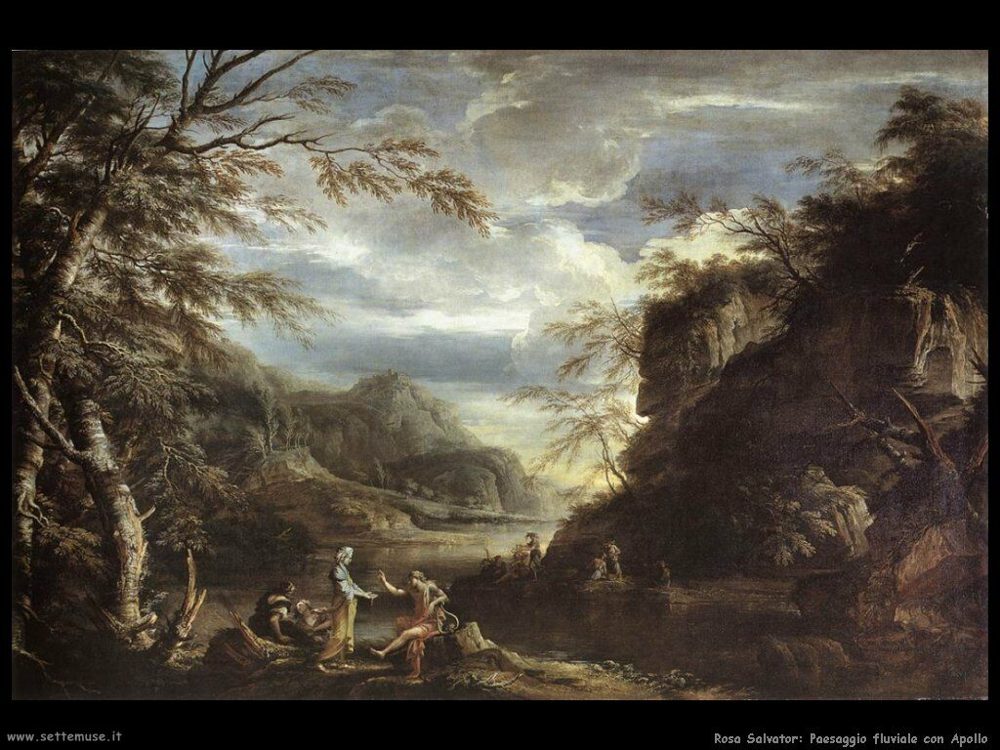 www.settemuse.it
Rosa Salvator: Paesaggio fluviale con Apollo